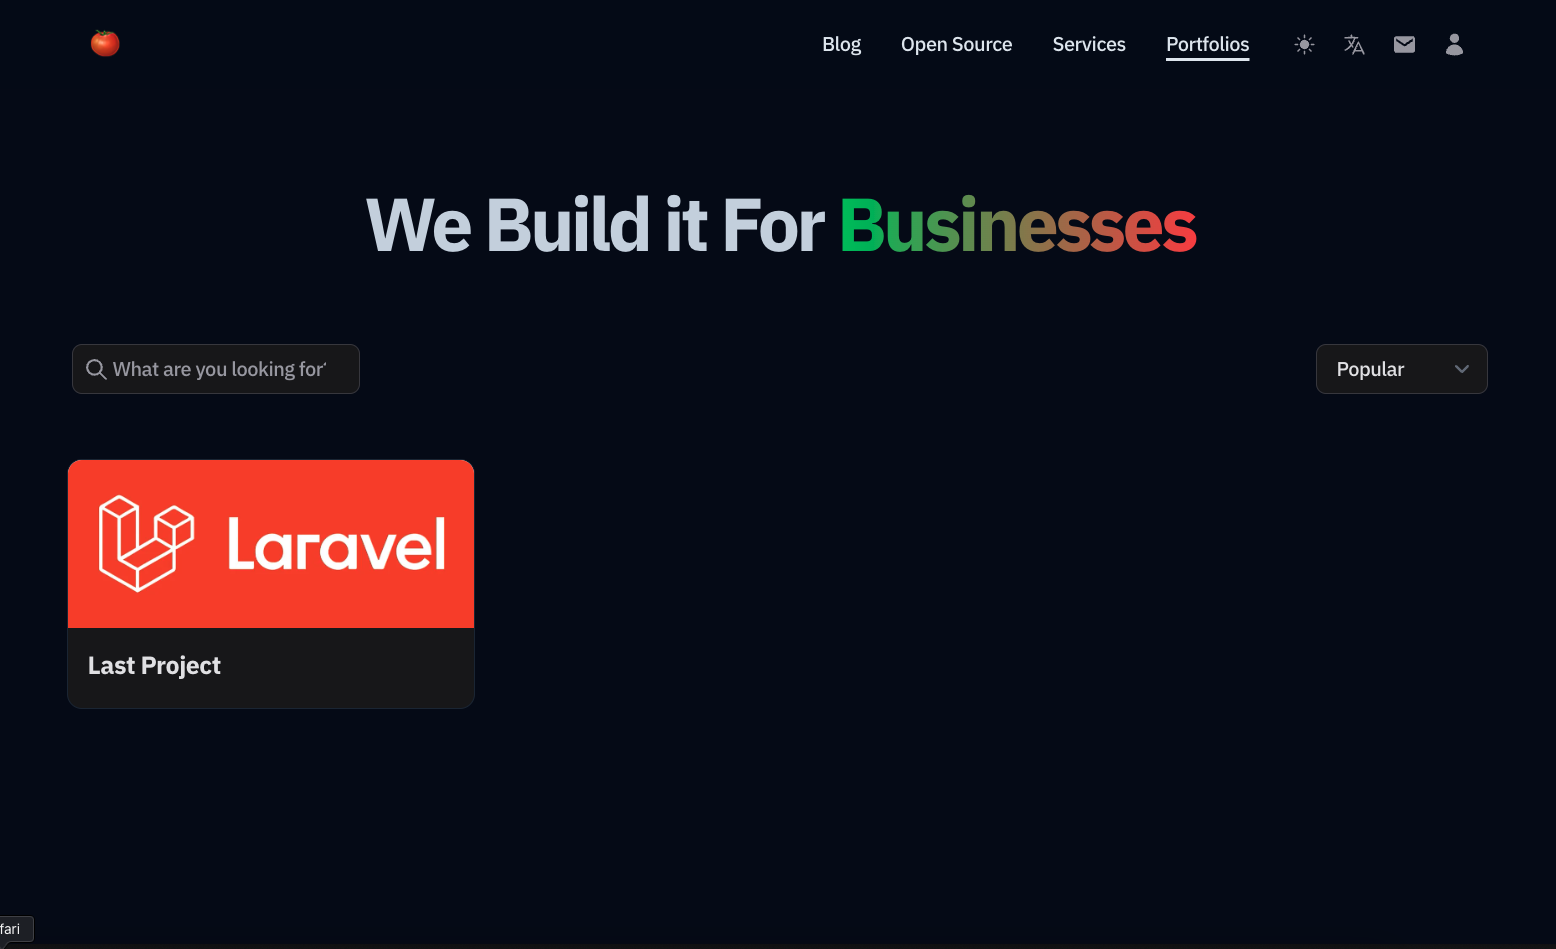 Blog Open Source Services Portfolios
We Build it For Businesses
What are you looking for
Popular
Laravel
Last Project
fari